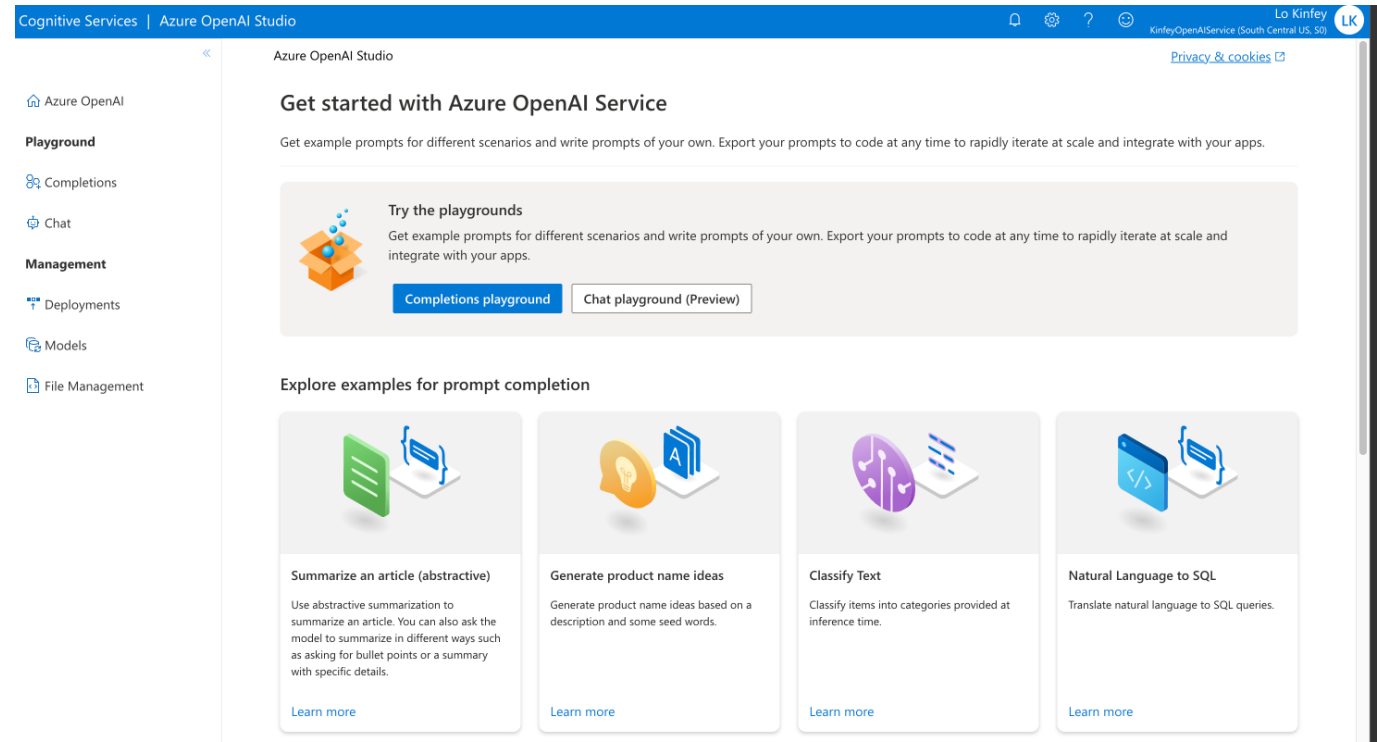 Cognitive Services | Azure OpenAI Studio
Lo Kinfey
KinfeyOpenAIService (South Central US, S0)
LK
Azure OpenAI
Playground
Completions
Chat
Management
Deployments
Models
File Management
Azure OpenAI Studio
Privacy & cookies
Get started with Azure OpenAI Service
Get example prompts for different scenarios and write prompts of your own. Export your prompts to code at any time to rapidly iterate at scale and integrate with your apps.
Try the playgrounds
Get example prompts for different scenarios and write prompts of your own. Export your prompts to code at any time to rapidly iterate at scale and
integrate with your apps.
Completions playground
Chat playground (Preview)
Explore examples for prompt completion
A
Summarize an article (abstractive)
Use abstractive summarization to
summarize an article. You can also ask the
model to summarize in different ways such
as asking for bullet points or a summary
with specific details.
Learn more
Generate product name ideas
Generate product name ideas based on a
description and some seed words.
Learn more
Classify Text
Classify items into categories provided at
inference time.
Learn more
Natural Language to SQL
Translate natural language to SQL queries.
Learn more